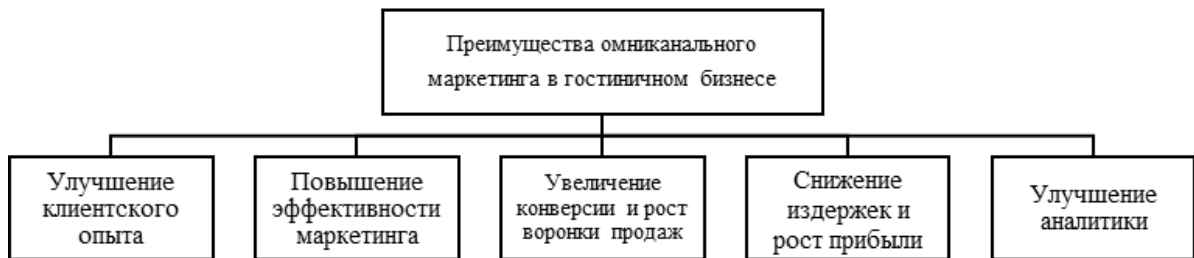 Преимущества омниканального
маркетинга в гостиничном бизнесе
Улучшение
клиентского
опыта
Повышение
эффективности
маркетинга
Увеличение
конверсии и рост
воронки продаж
Снижение
издержек и
рост прибыли
Улучшение
аналитики